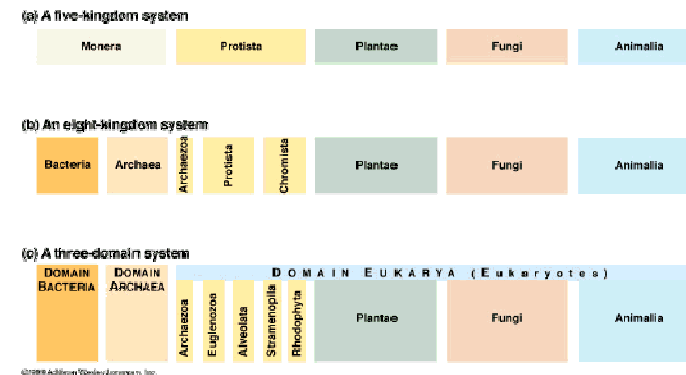 (a) A five-kingdom system
Monera Protista Plantae Fungi Animalia
(b) An eight-kingdom system
Bacteria Archaea Archaezoa Protista Chromista Plantae Fungi Animalia
(c) A three-domain system
DOMAIN BACTERIA DOMAIN ARCHAEA DOMAIN EUKARYA (Eukaryotes)
Archaezoa Euglenozoa Alveolata Stramenopila Rhodophyta Plantae Fungi Animalia